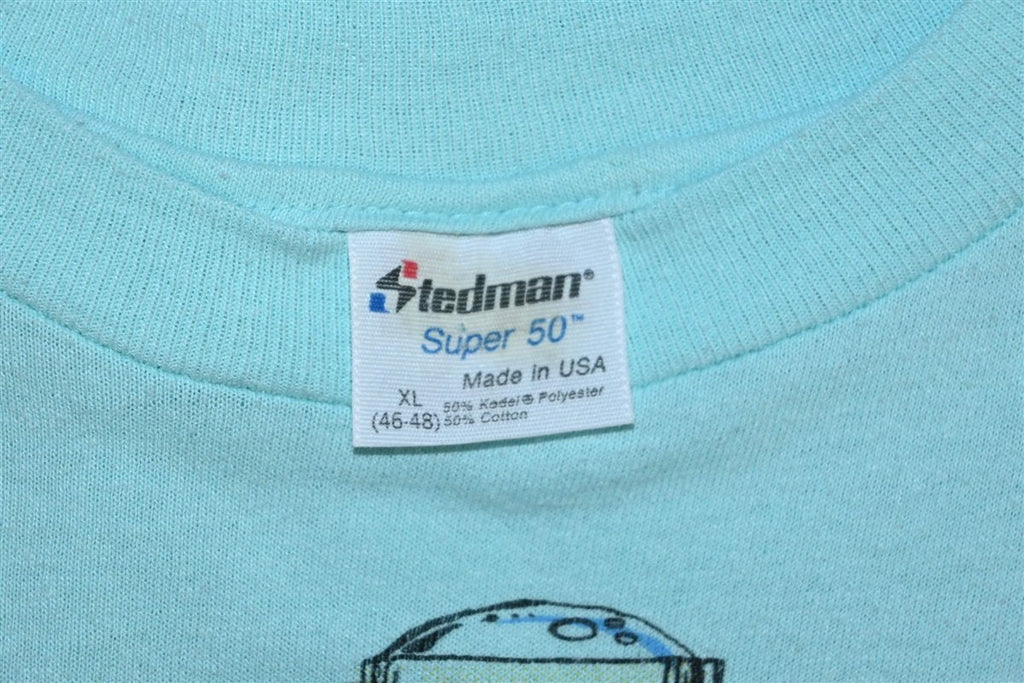 Stedman®
Super 50™
Made in USA
XL 50% Kodel® Polyester
(46-48) 50% Cotton